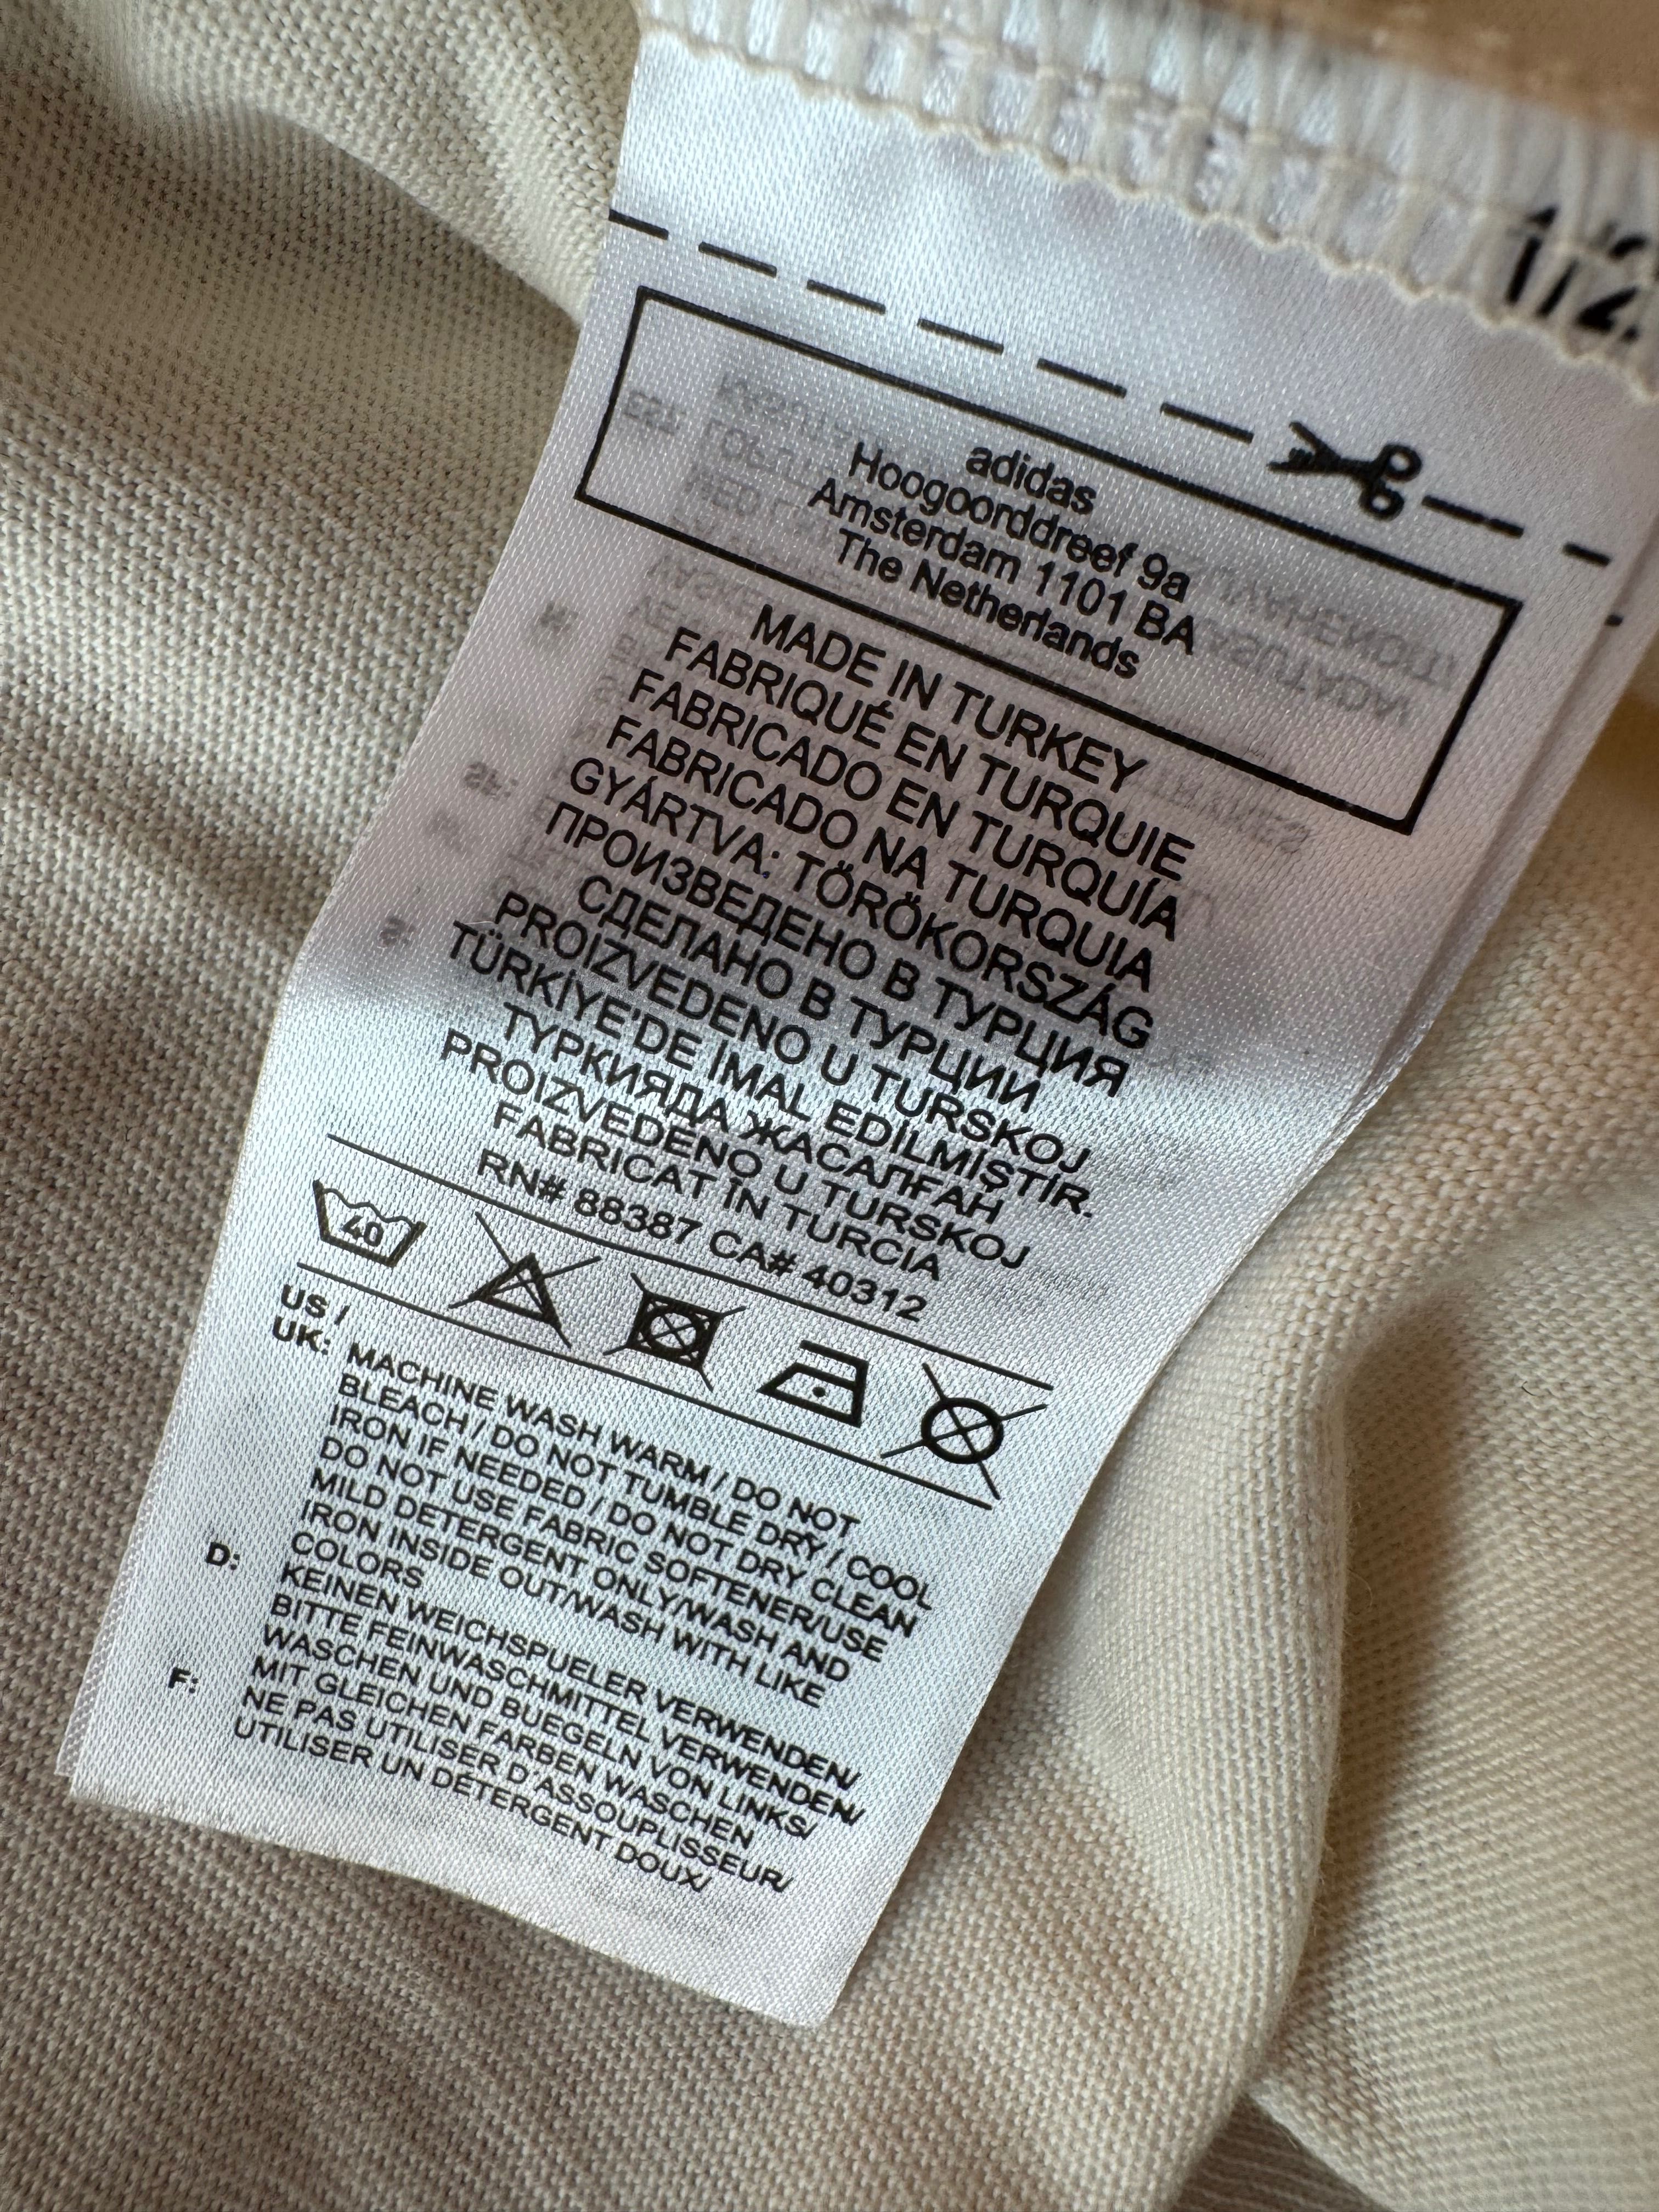 adidas
Hoogoorddreef 9a
Amsterdam 1101 BA
The Netherlands
MADE IN TURKEY
FABRIQUÉ EN TURQUIE
FABRICADO EN TURQUÍA
FABRICADO NA TURQUIA
GYÁRTVA: TÖRÖKORSZÁG
ПРОИЗВЕДЕНО В ТУРЦИЯ
СДЕЛАНО В ТУРЦИИ
PROIZVEDENO U TURSKOJ
TÜRKİYE'DE İMAL EDİLMİŞTİR.
ТУРКИЯДА ЖАСАЛҒАН
PROIZVEDENO U TURSKOJ
FABRICAT ÎN TURCIA
RN# 88387 CA# 40312
40
US /
UK: MACHINE WASH WARM / DO NOT
BLEACH / DO NOT TUMBLE DRY / COOL
IRON IF NEEDED / DO NOT DRY CLEAN
DO NOT USE FABRIC SOFTENER/USE
MILD DETERGENT ONLY/WASH AND
IRON INSIDE OUT/WASH WITH LIKE
COLORS
D: KEINEN WEICHSPUELER VERWENDEN/
BITTE FEINWASCHMITTEL VERWENDEN/
WASCHEN UND BUEGELN VON LINKS/
MIT GLEICHEN FARBEN WASCHEN
F: NE PAS UTILISER D'ASSOUPLISSEUR/
UTILISER UN DÉTERGENT DOUX/